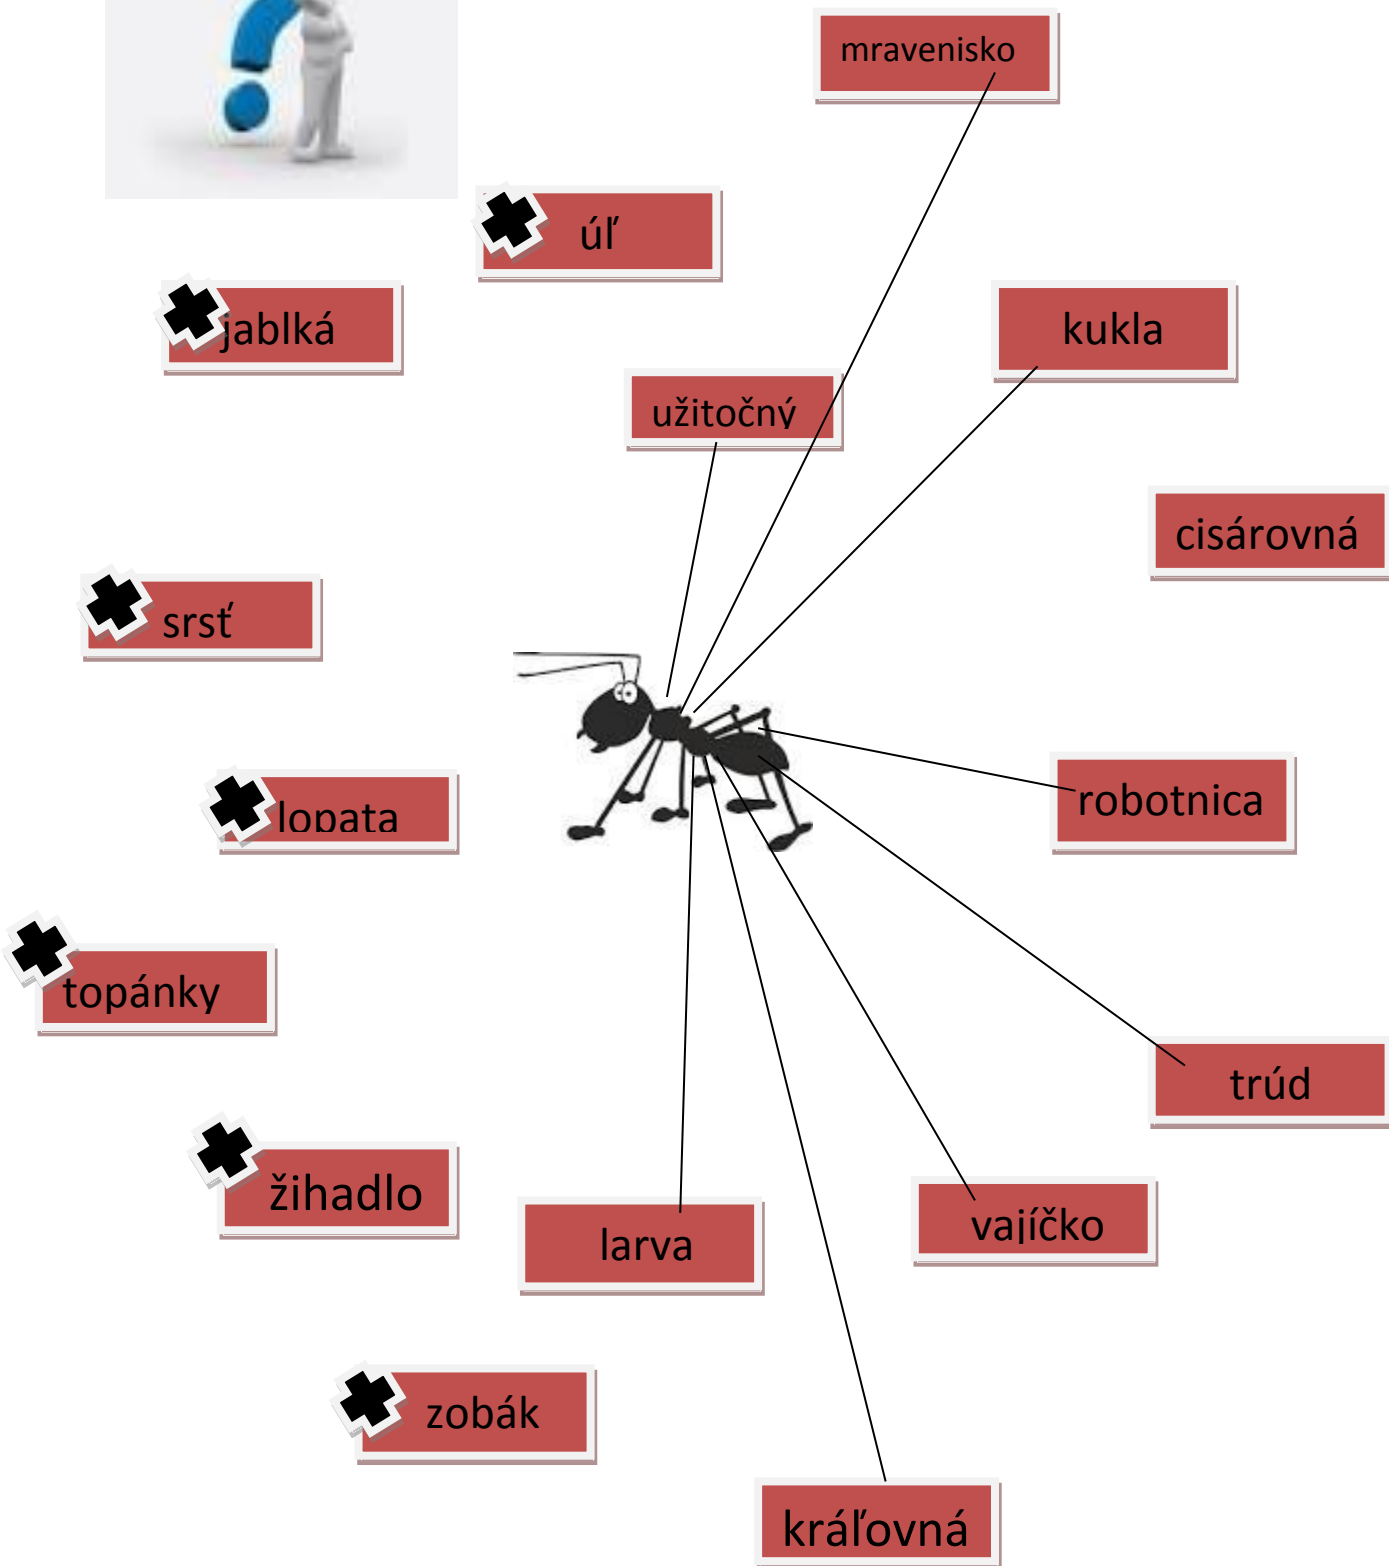 mravenisko
úľ
jablká
kukla
užitočný
cisárovná
srsť
robotnica
lopata
topánky
trúd
žihadlo
vajíčko
larva
zobák
kráľovná